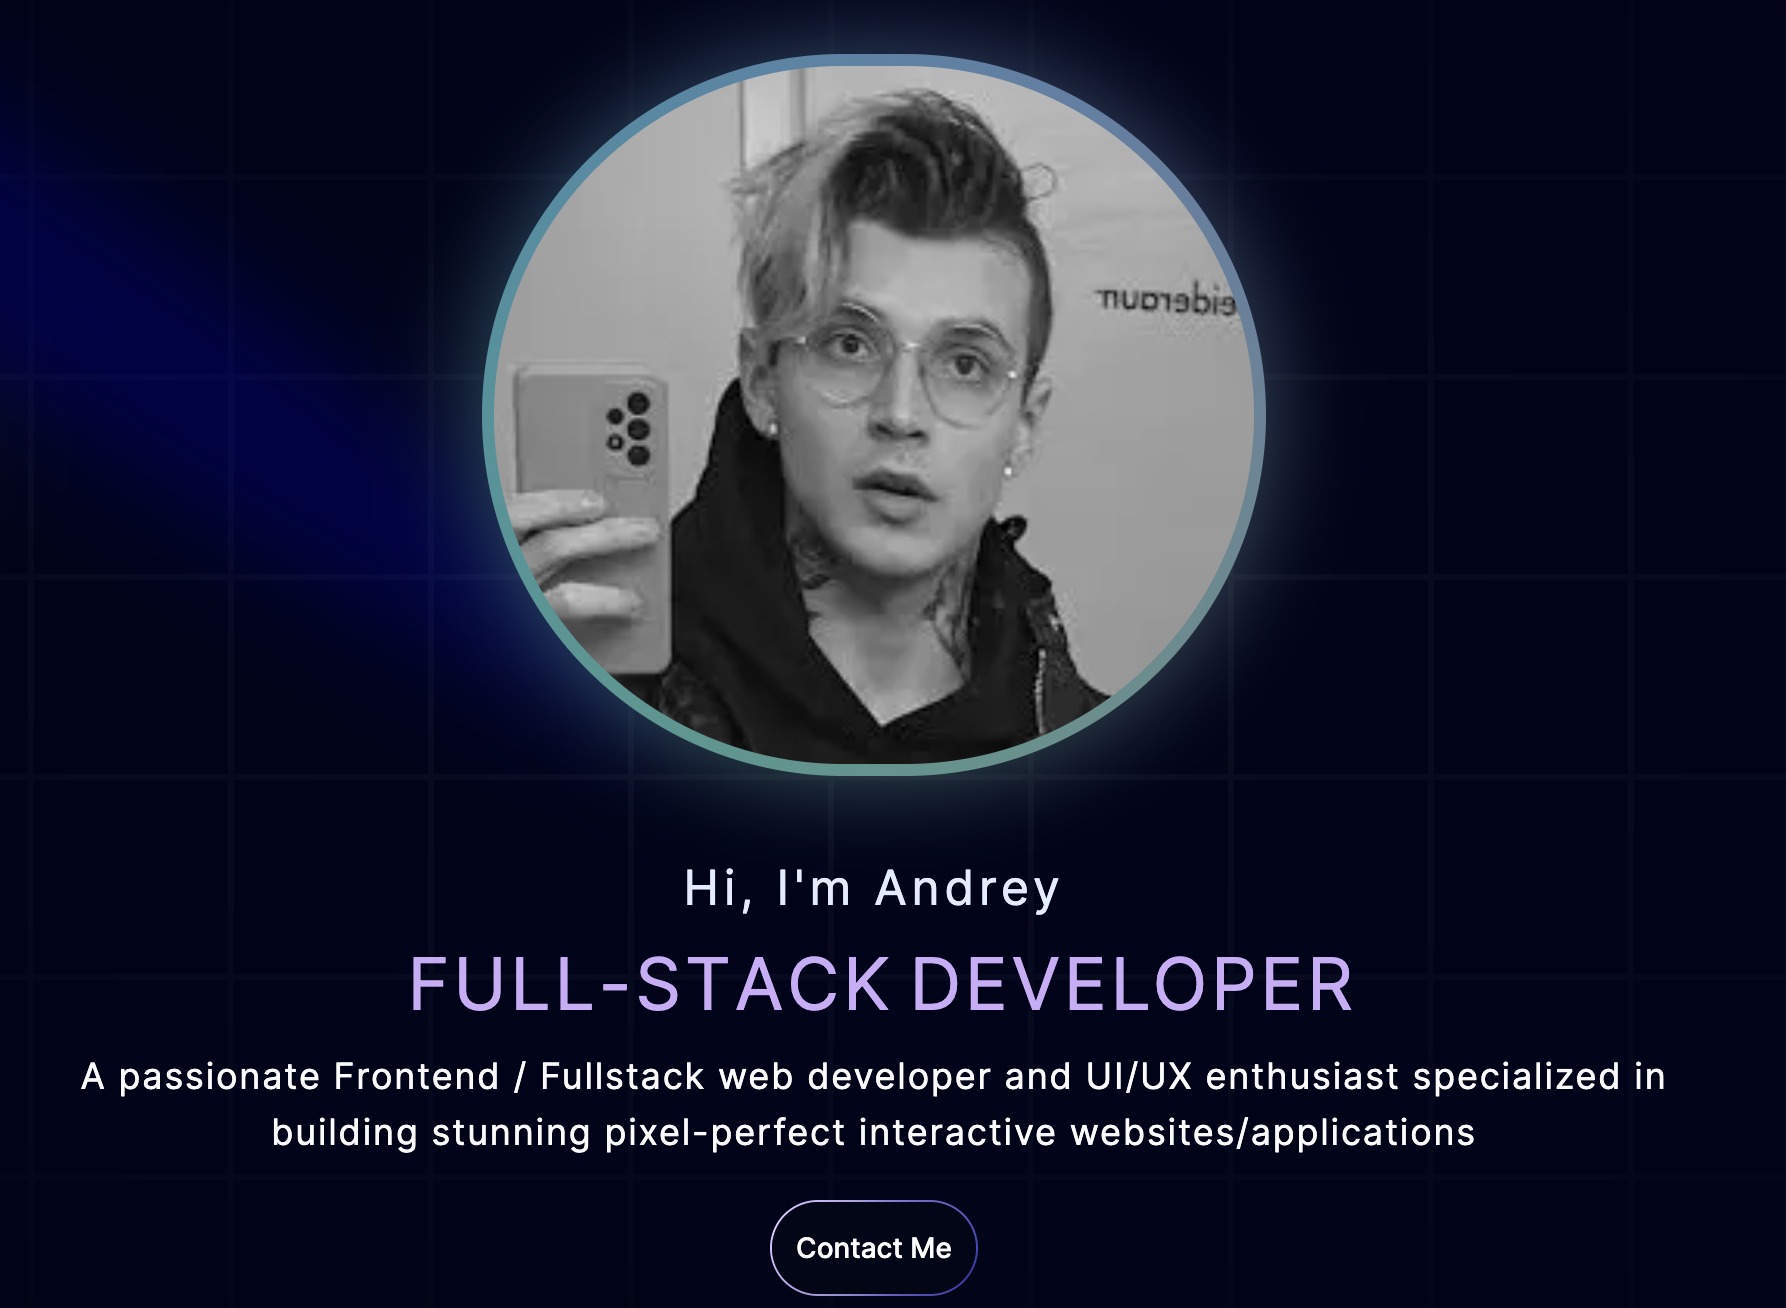 eideraum
Hi, I'm Andrey
FULL-STACK DEVELOPER
A passionate Frontend / Fullstack web developer and UI/UX enthusiast specialized in
building stunning pixel-perfect interactive websites/applications
Contact Me